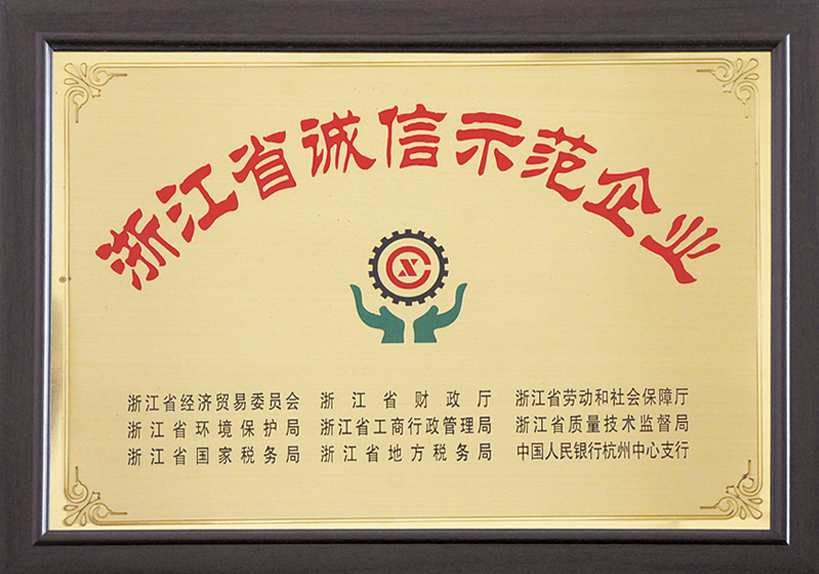 浙江省诚信示范企业
XC
浙江省经济贸易委员会 浙江省财政厅 浙江省劳动和社会保障厅
浙江省环境保护局 浙江省工商行政管理局 浙江省质量技术监督局
浙江省国家税务局 浙江省地方税务局 中国人民银行杭州中心支行